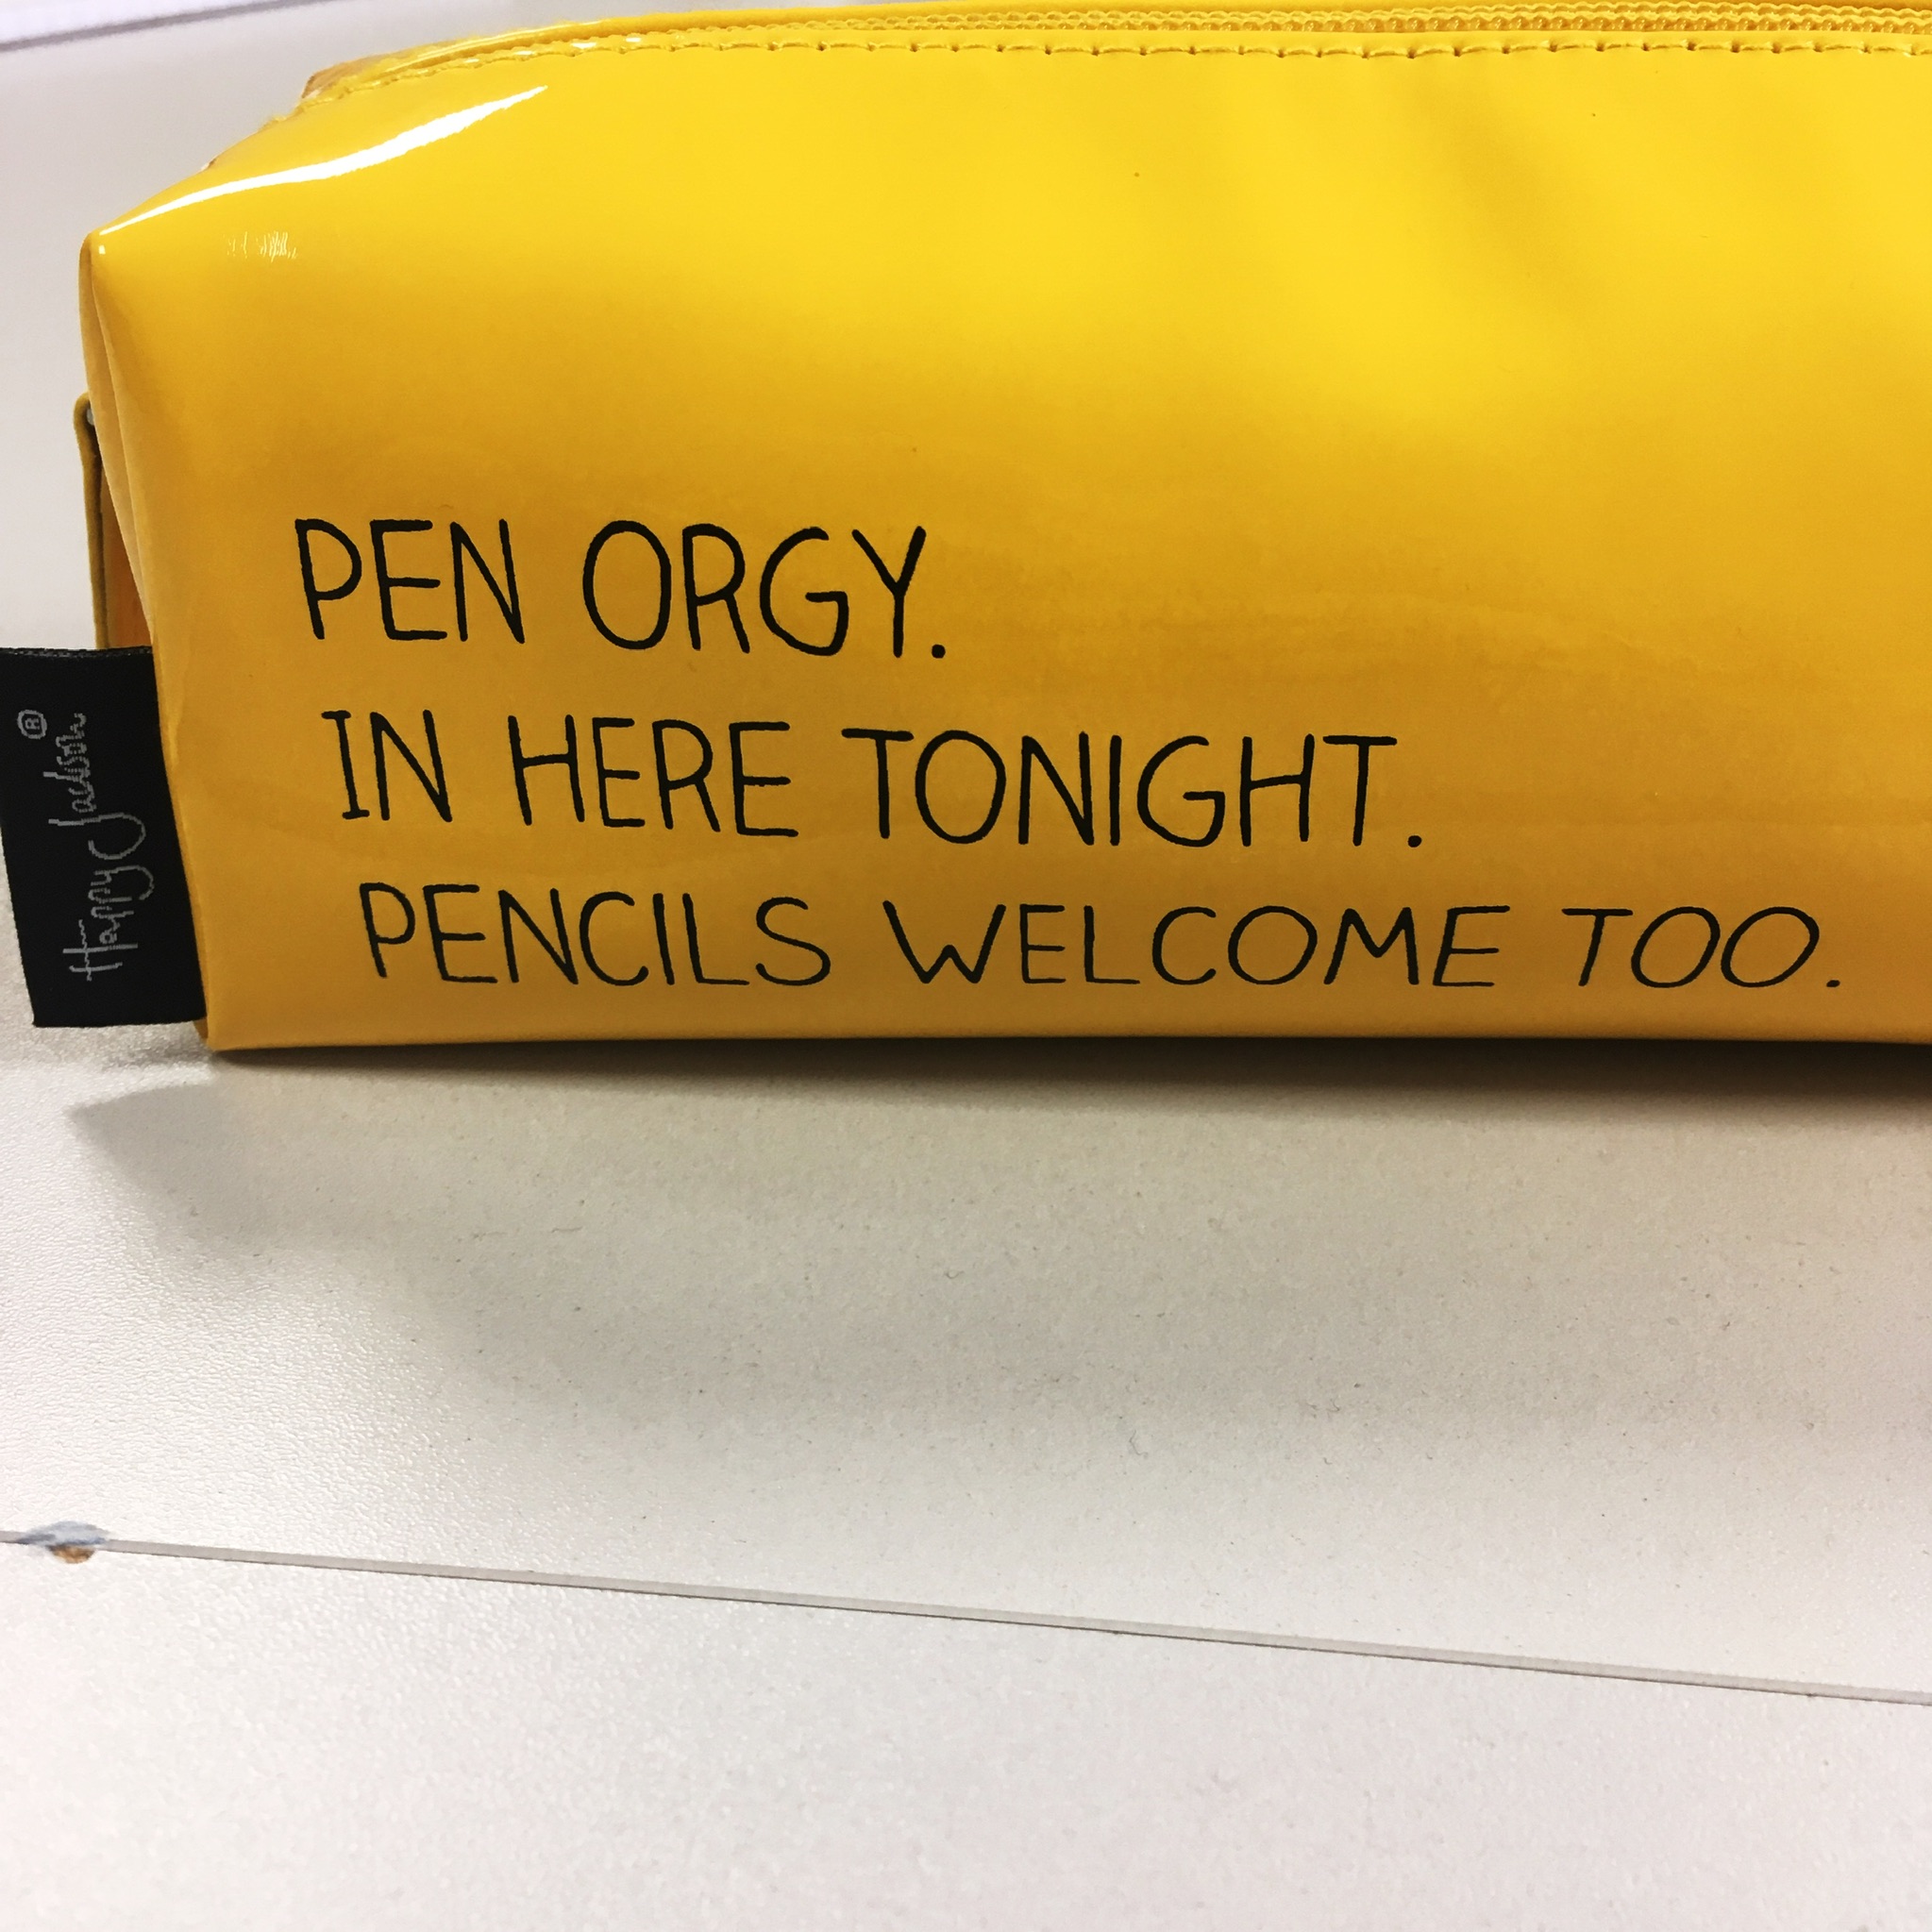 PEN ORGY.
IN HERE TONIGHT.
PENCILS WELCOME TOO.
Happy Jackson®